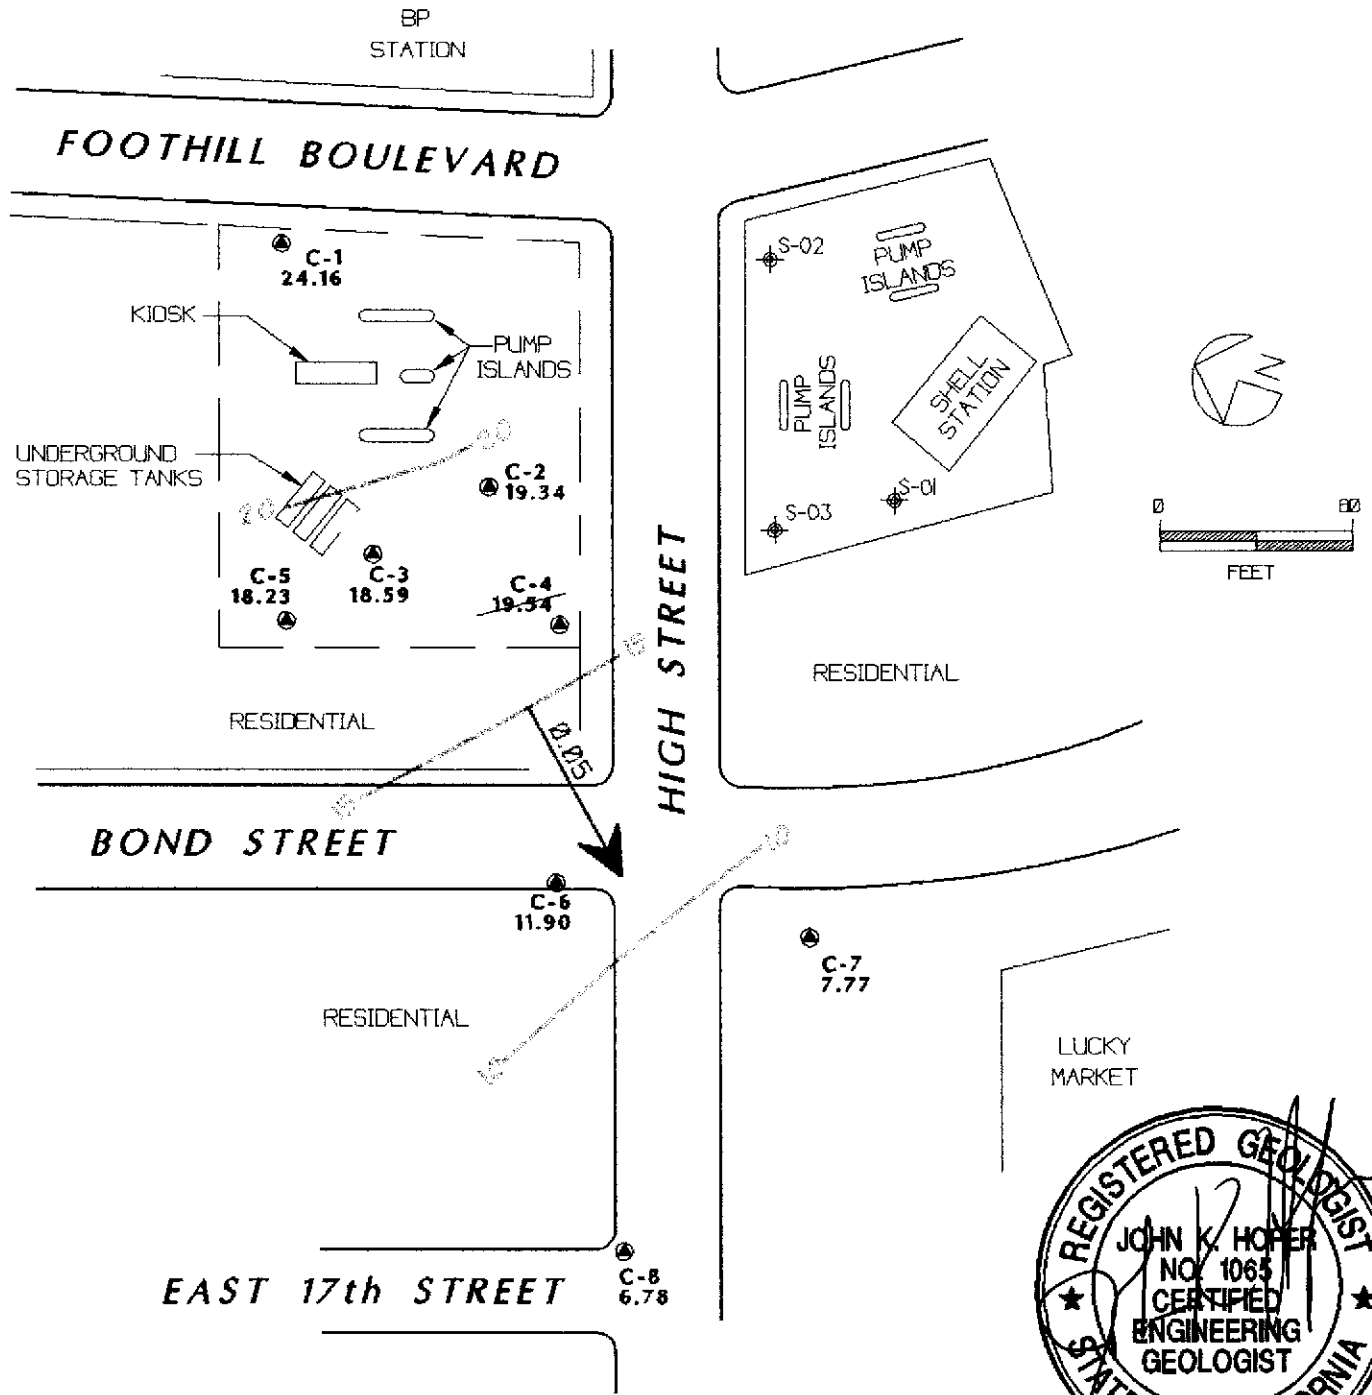 BP
STATION
FOOTHILL BOULEVARD
C-1
24.16
KIOSK
PUMP
ISLANDS
UNDERGROUND
STORAGE TANKS
20
20
C-2
19.34
C-3
18.59
C-5
18.23
C-4
19.54
S-02
PUMP
ISLANDS
PUMP
ISLANDS
SHELL
STATION
S-01
S-03
N
0
80
FEET
HIGH STREET
15
RESIDENTIAL
RESIDENTIAL
0.05
15
BOND STREET
10
C-6
11.90
C-7
7.77
RESIDENTIAL
10
LUCKY
MARKET
EAST 17th STREET
C-8
6.78
REGISTERED GEOLOGIST
JOHN K. HOFER
NO. 1065
CERTIFIED
ENGINEERING
GEOLOGIST